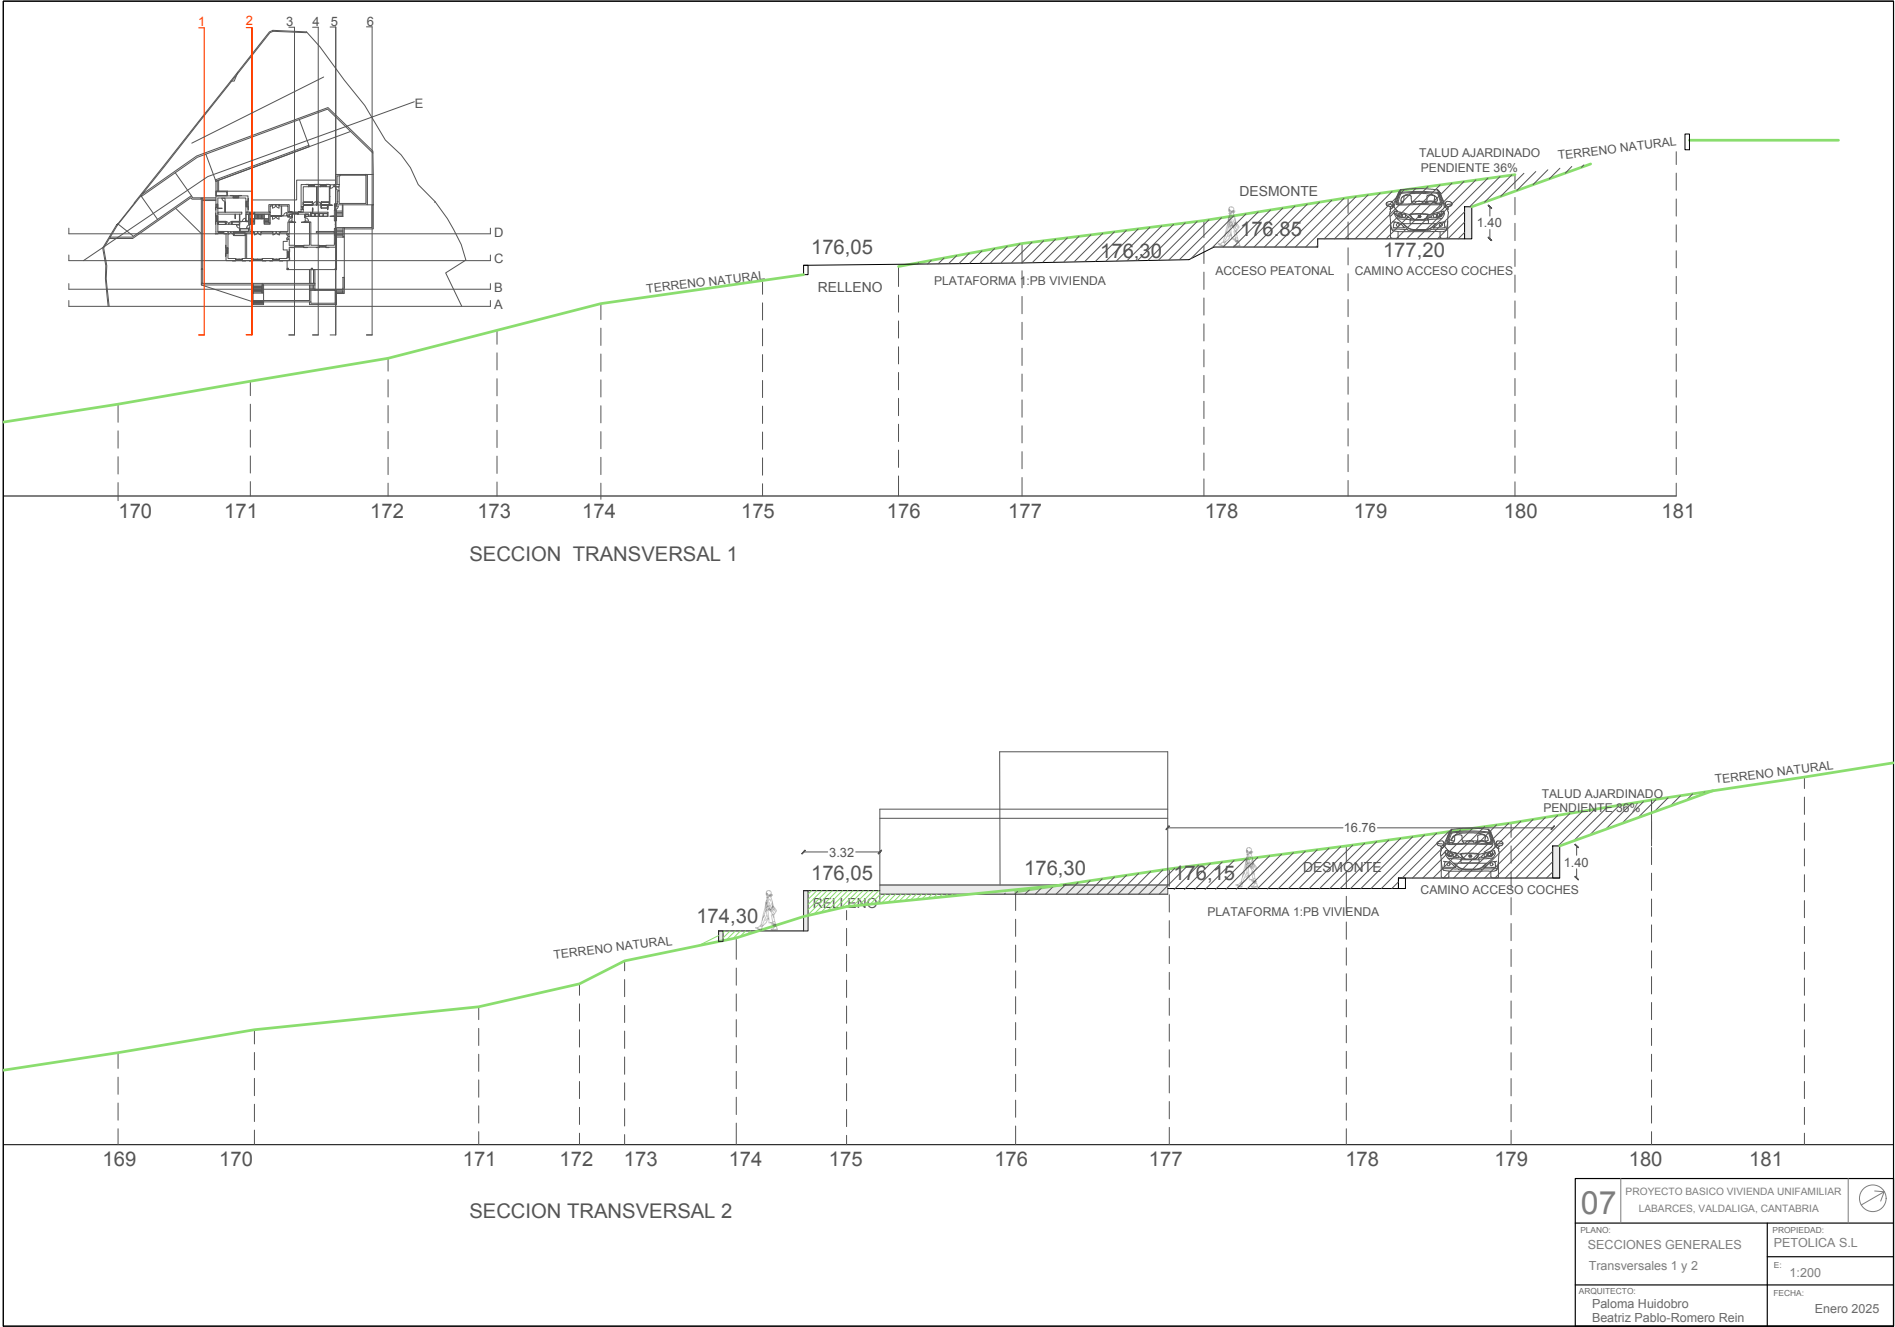 1 2 3 4 5 6
E
D
C
B
A
TERRENO NATURAL
176,05
RELLENO
PLATAFORMA 1:PB VIVIENDA
176,30
DESMONTE
176.85
ACCESO PEATONAL
177,20
CAMINO ACCESO COCHES
TALUD AJARDINADO
PENDIENTE 36%
1.40
TERRENO NATURAL
170 171 172 173 174 175 176 177 178 179 180 181
SECCION TRANSVERSAL 1
TERRENO NATURAL
174,30
3.32
176,05
RELLENO
176,30
176,15
16.76
DESMONTE
PLATAFORMA 1:PB VIVIENDA
CAMINO ACCESO COCHES
1.40
TALUD AJARDINADO
PENDIENTE 36%
TERRENO NATURAL
169 170 171 172 173 174 175 176 177 178 179 180 181
SECCION TRANSVERSAL 2
07
PROYECTO BASICO VIVIENDA UNIFAMILIAR
LABARCES, VALDALIGA, CANTABRIA
PLANO:
SECCIONES GENERALES
Transversales 1 y 2
PROPIEDAD:
PETOLICA S.L
E: 1:200
ARQUITECTO:
Paloma Huidobro
Beatriz Pablo-Romero Rein
FECHA:
Enero 2025